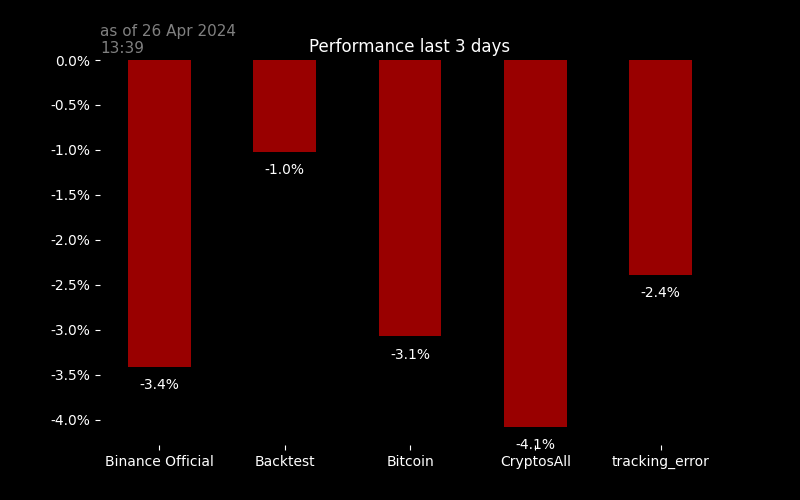 as of 26 Apr 2024
13:39
Performance last 3 days
0.0%
-0.5%
-1.0%
-1.5%
-2.0%
-2.5%
-3.0%
-3.5%
-4.0%
-3.4%
-1.0%
-3.1%
-4.1%
-2.4%
Binance Official
Backtest
Bitcoin
CryptosAll
tracking_error